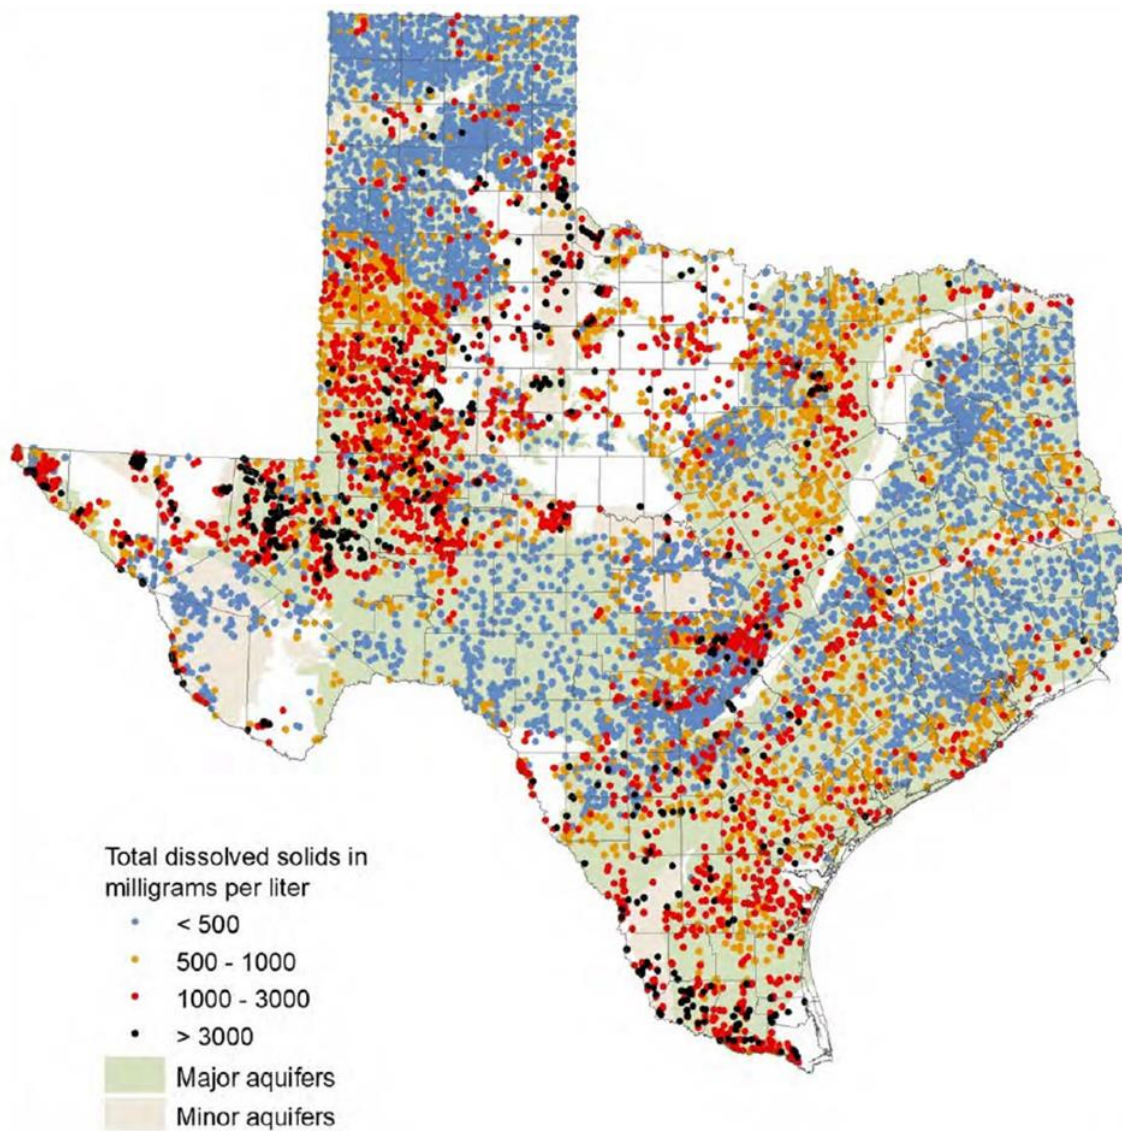 Total dissolved solids in
milligrams per liter
< 500
500 - 1000
1000 - 3000
> 3000
Major aquifers
Minor aquifers